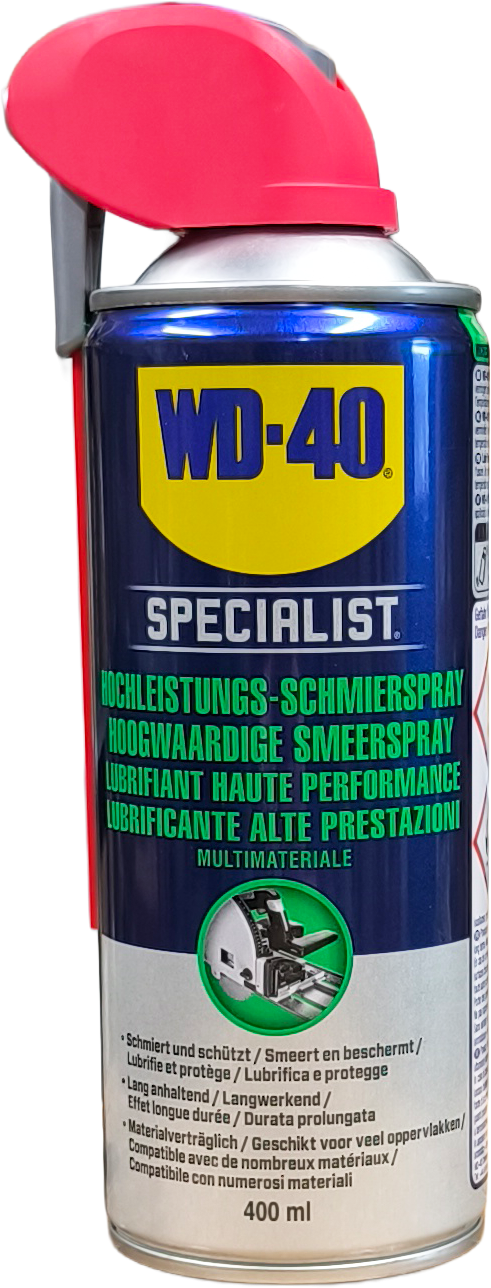 WD-40®
SPECIALIST®
HOCHLEISTUNGS-SCHMIERSPRAY
HOOGWAARDIGE SMEERSPRAY
LUBRIFIANT HAUTE PERFORMANCE
LUBRIFICANTE ALTE PRESTAZIONI
MULTIMATERIALE
• Schmiert und schützt / Smeert en beschermt /
Lubrifie et protège / Lubrifica e protegge
• Lang anhaltend / Langwerkend /
Effet longue durée / Durata prolungata
• Materialverträglich / Geschikt voor veel oppervlakken /
Compatible avec de nombreux matériaux /
Compatibile con numerosi materiali
400 ml